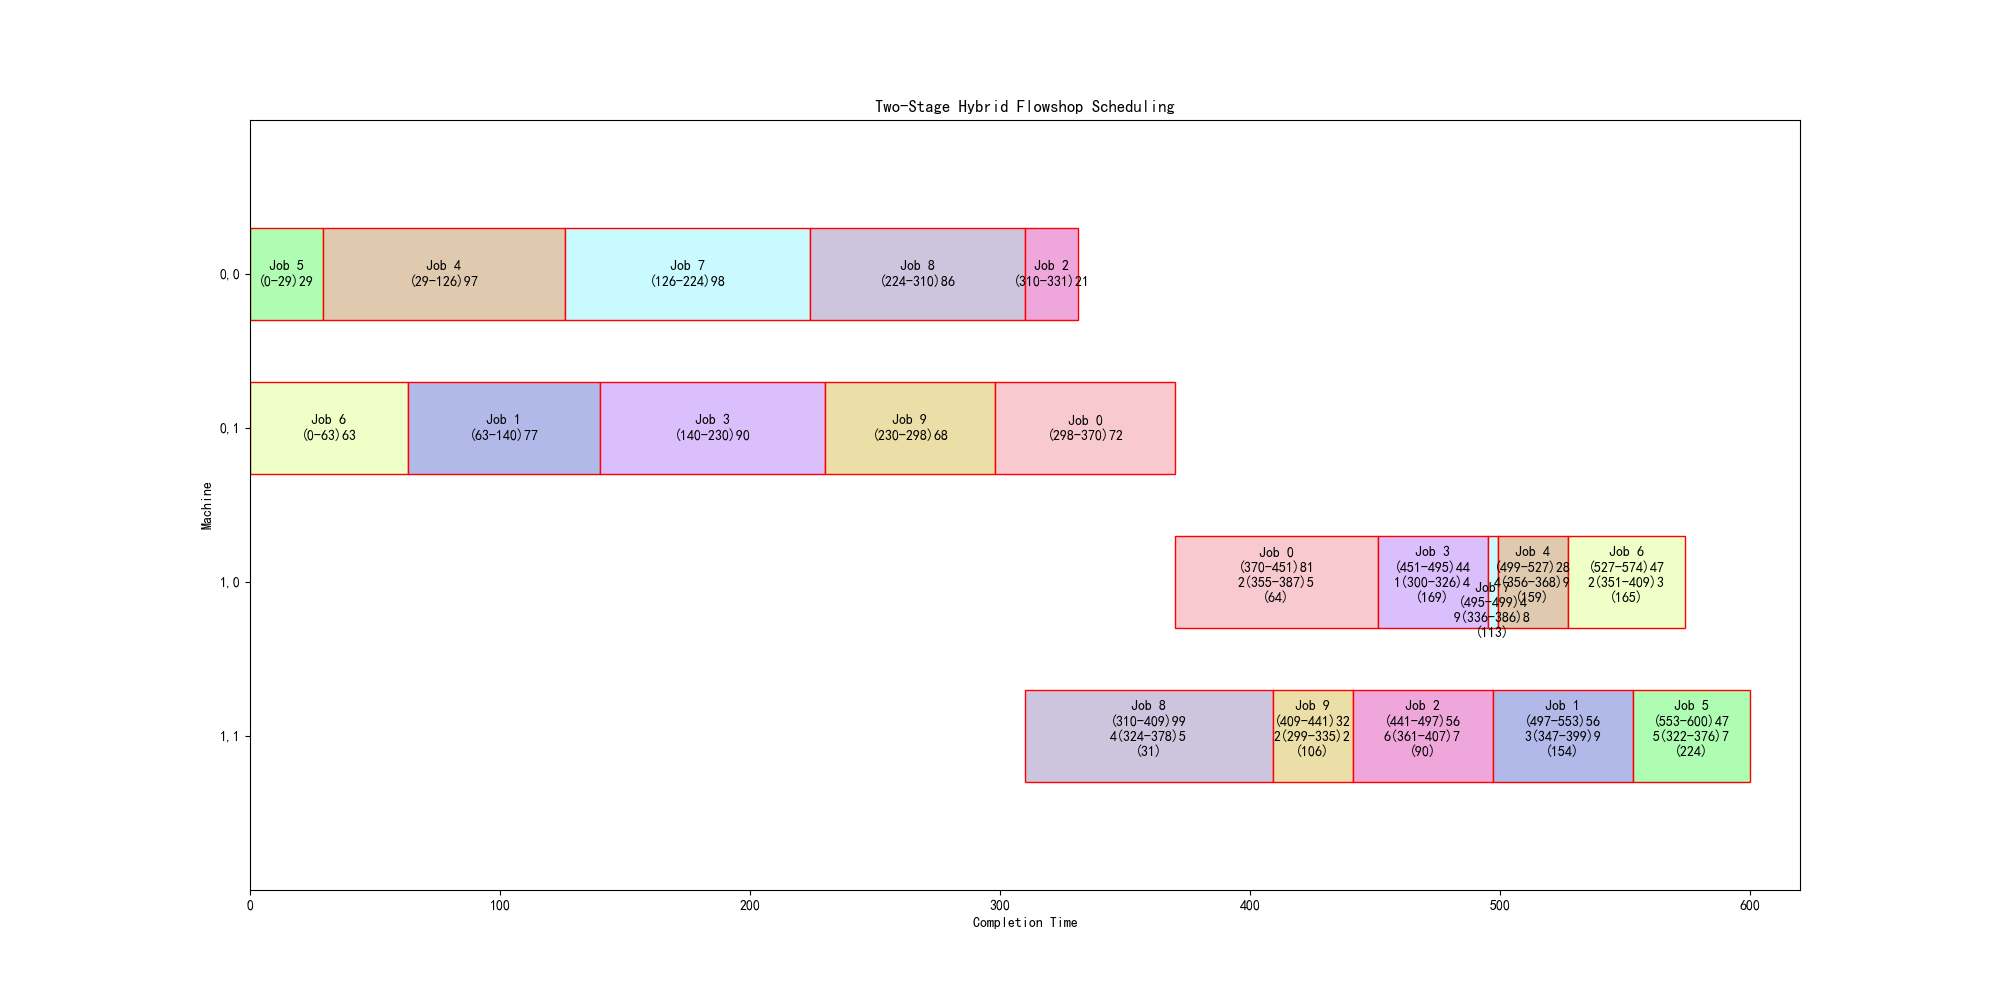 Two-Stage Hybrid Flowshop Scheduling
0,0
Job 5
(0-29)29
Job 4
(29-126)97
Job 7
(126-224)98
Job 8
(224-310)86
Job 2
(310-331)21
0,1
Job 6
(0-63)63
Job 1
(63-140)77
Job 3
(140-230)90
Job 9
(230-298)68
Job 0
(298-370)72
Machine
1,0
Job 0
(370-451)81
2(355-387)5
(64)
Job 3
(451-495)44
1(300-326)4
(169)
Job 7
(495-499)4
9(336-386)8
(113)
Job 4
(499-527)28
4(356-368)9
(159)
Job 6
(527-574)47
2(351-409)3
(165)
1,1
Job 8
(310-409)99
4(324-378)5
(31)
Job 9
(409-441)32
2(299-335)2
(106)
Job 2
(441-497)56
6(361-407)7
(90)
Job 1
(497-553)56
3(347-399)9
(154)
Job 5
(553-600)47
5(322-376)7
(224)
0
100
200
300
400
500
600
Completion Time